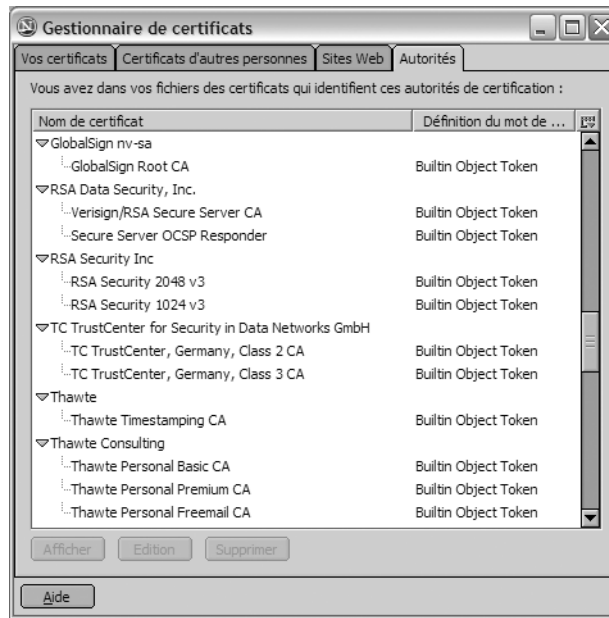 Gestionnaire de certificats
Vos certificats Certificats d'autres personnes Sites Web Autorités
Vous avez dans vos fichiers des certificats qui identifient ces autorités de certification :
Nom de certificat Définition du mot de ...
GlobalSign nv-sa
GlobalSign Root CA Builtin Object Token
RSA Data Security, Inc.
Verisign/RSA Secure Server CA Builtin Object Token
Secure Server OCSP Responder Builtin Object Token
RSA Security Inc
RSA Security 2048 v3 Builtin Object Token
RSA Security 1024 v3 Builtin Object Token
TC TrustCenter for Security in Data Networks GmbH
TC TrustCenter, Germany, Class 2 CA Builtin Object Token
TC TrustCenter, Germany, Class 3 CA Builtin Object Token
Thawte
Thawte Timestamping CA Builtin Object Token
Thawte Consulting
Thawte Personal Basic CA Builtin Object Token
Thawte Personal Premium CA Builtin Object Token
Thawte Personal Freemail CA Builtin Object Token
Afficher Edition Supprimer
Aide